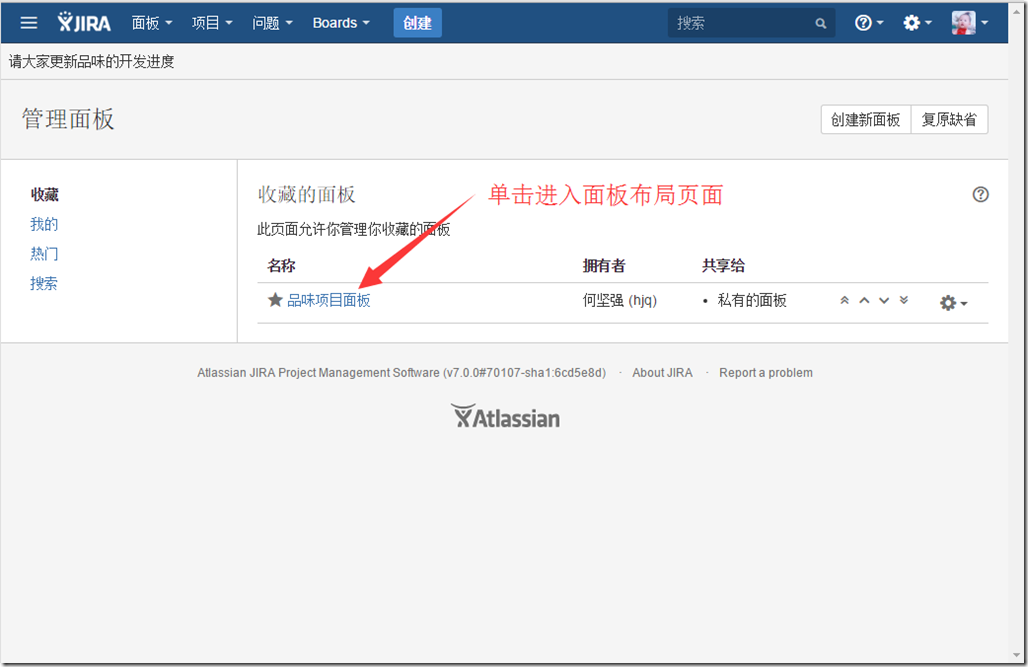 JIRA 面板 项目 问题 Boards 创建 搜索
请大家更新品味的开发进度
管理面板 创建新面板 复原缺省
收藏 收藏的面板 单击进入面板布局页面
我的 此页面允许你管理你收藏的面板
热门 名称 拥有者 共享给
搜索
品味项目面板 何坚强 (hjq) • 私有的面板
Atlassian JIRA Project Management Software (v7.0.0#70107-sha1:6cd5e8d) · About JIRA · Report a problem
Atlassian